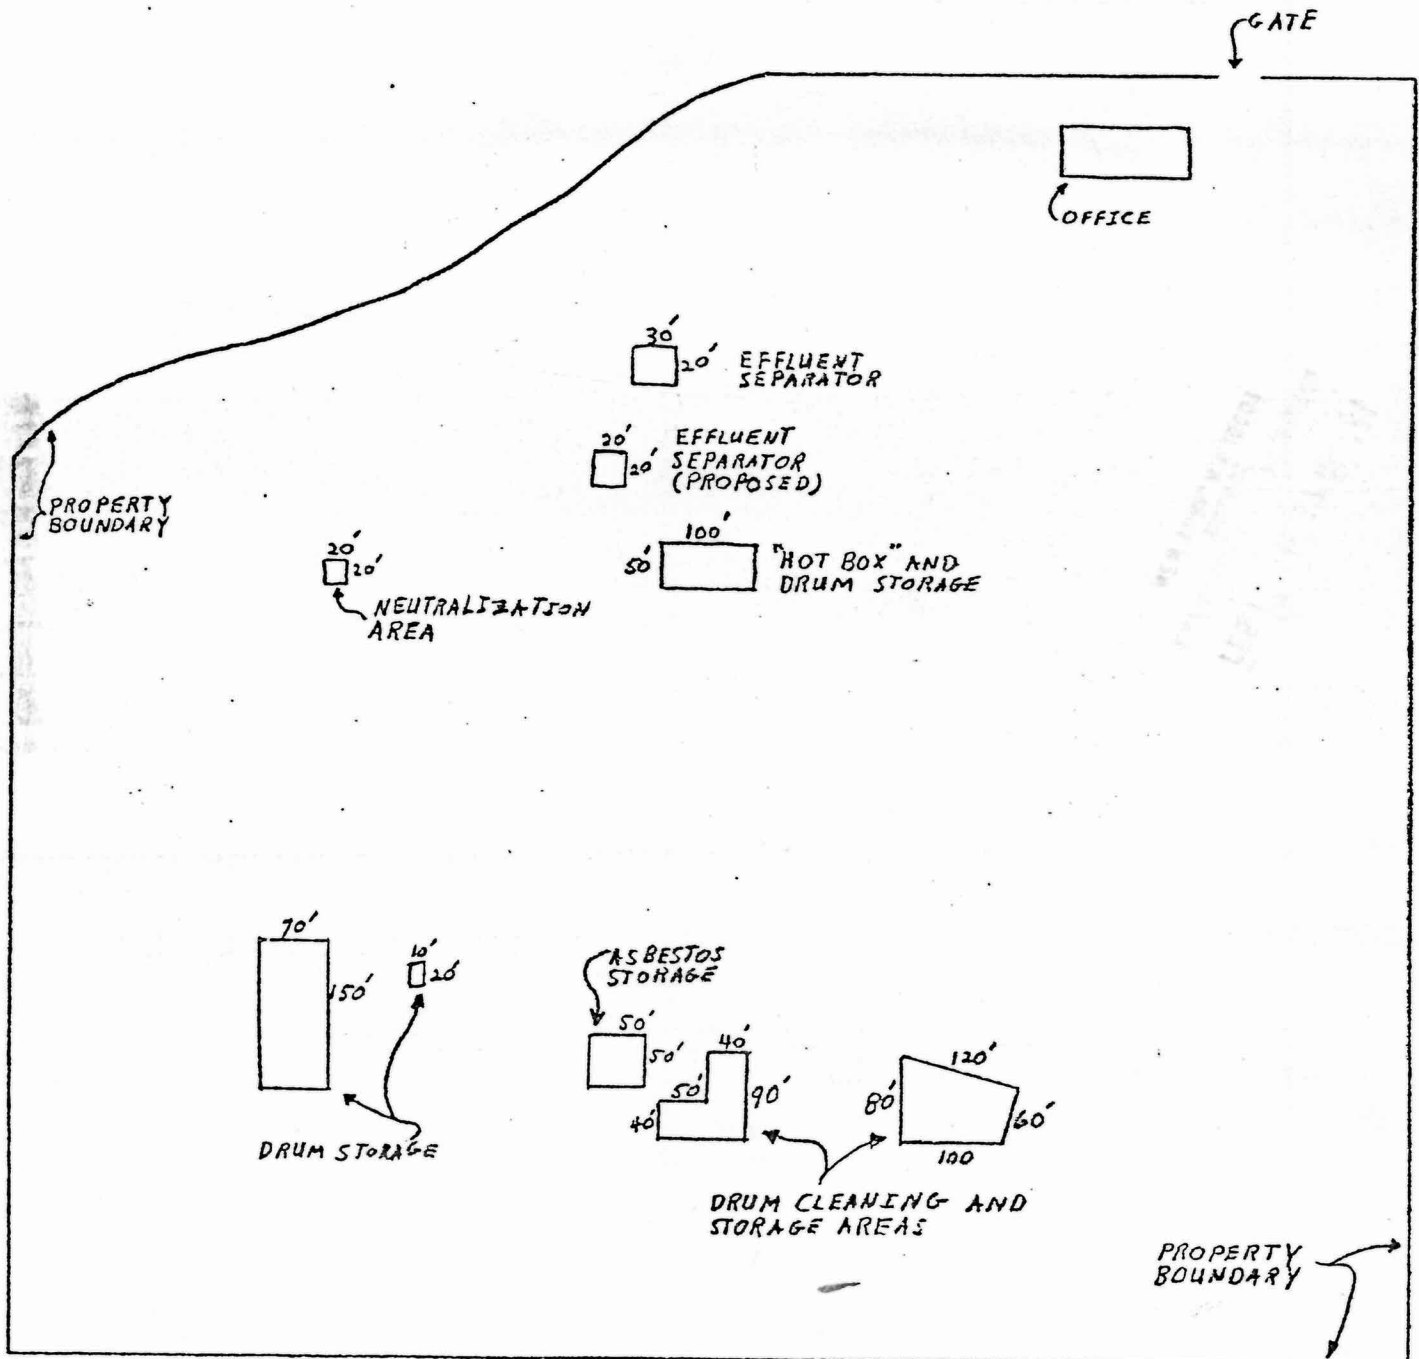 GATE
OFFICE
30'
20'
EFFLUENT
SEPARATOR
20'
20'
EFFLUENT
SEPARATOR
(PROPOSED)
PROPERTY
BOUNDARY
20'
20'
NEUTRALIZATION
AREA
100'
50'
"HOT BOX" AND
DRUM STORAGE
70'
150'
10'
20'
DRUM STORAGE
ASBESTOS
STORAGE
50'
50'
40'
50'
90'
40'
120'
80'
60'
100
DRUM CLEANING AND
STORAGE AREAS
PROPERTY
BOUNDARY